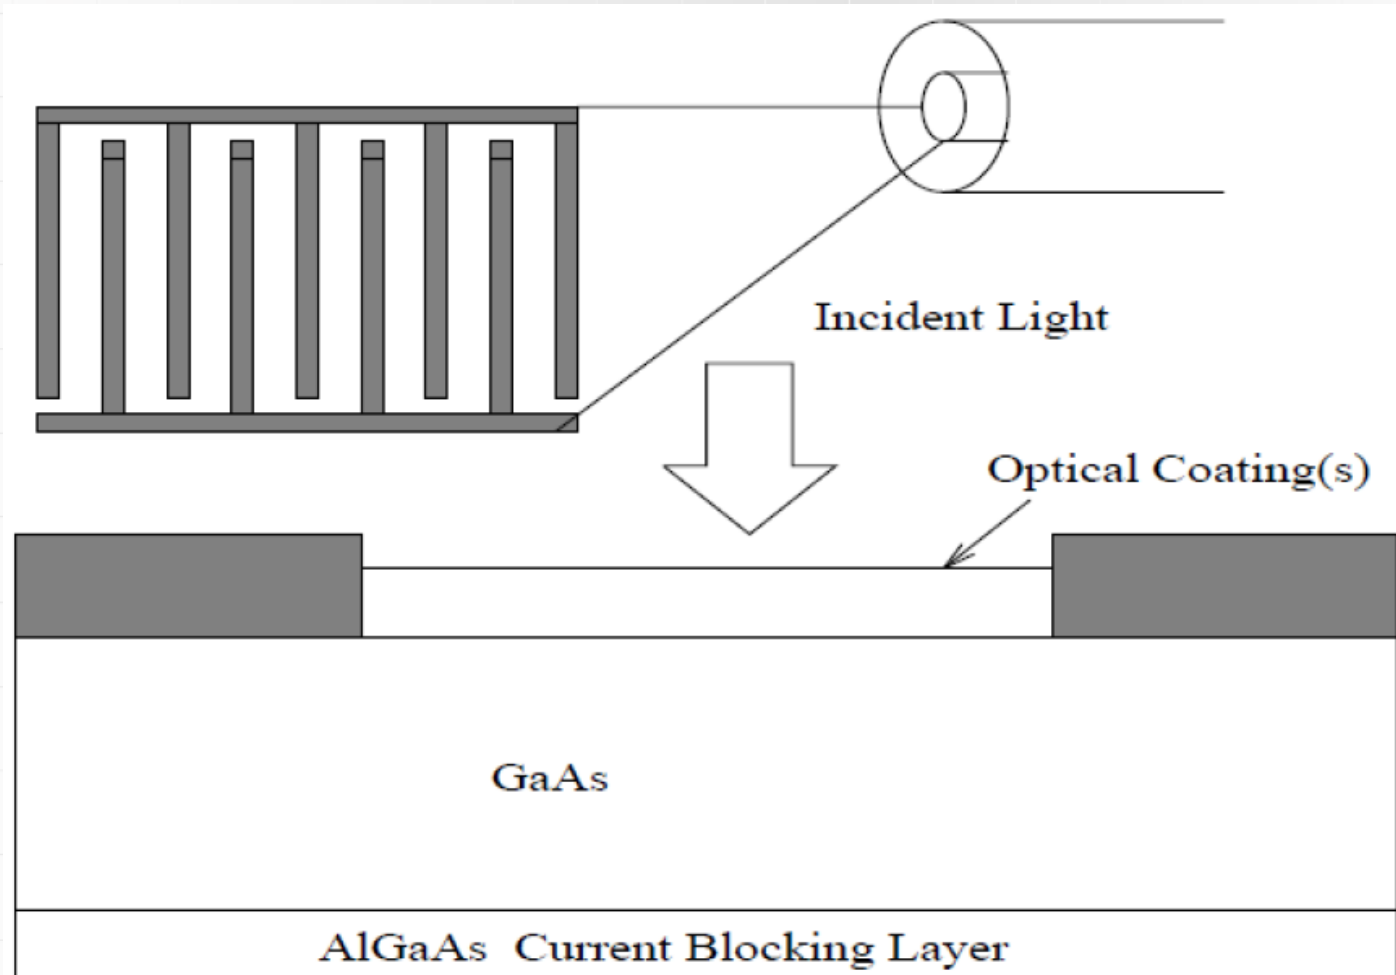 Incident Light
Optical Coating(s)
GaAs
AlGaAs Current Blocking Layer